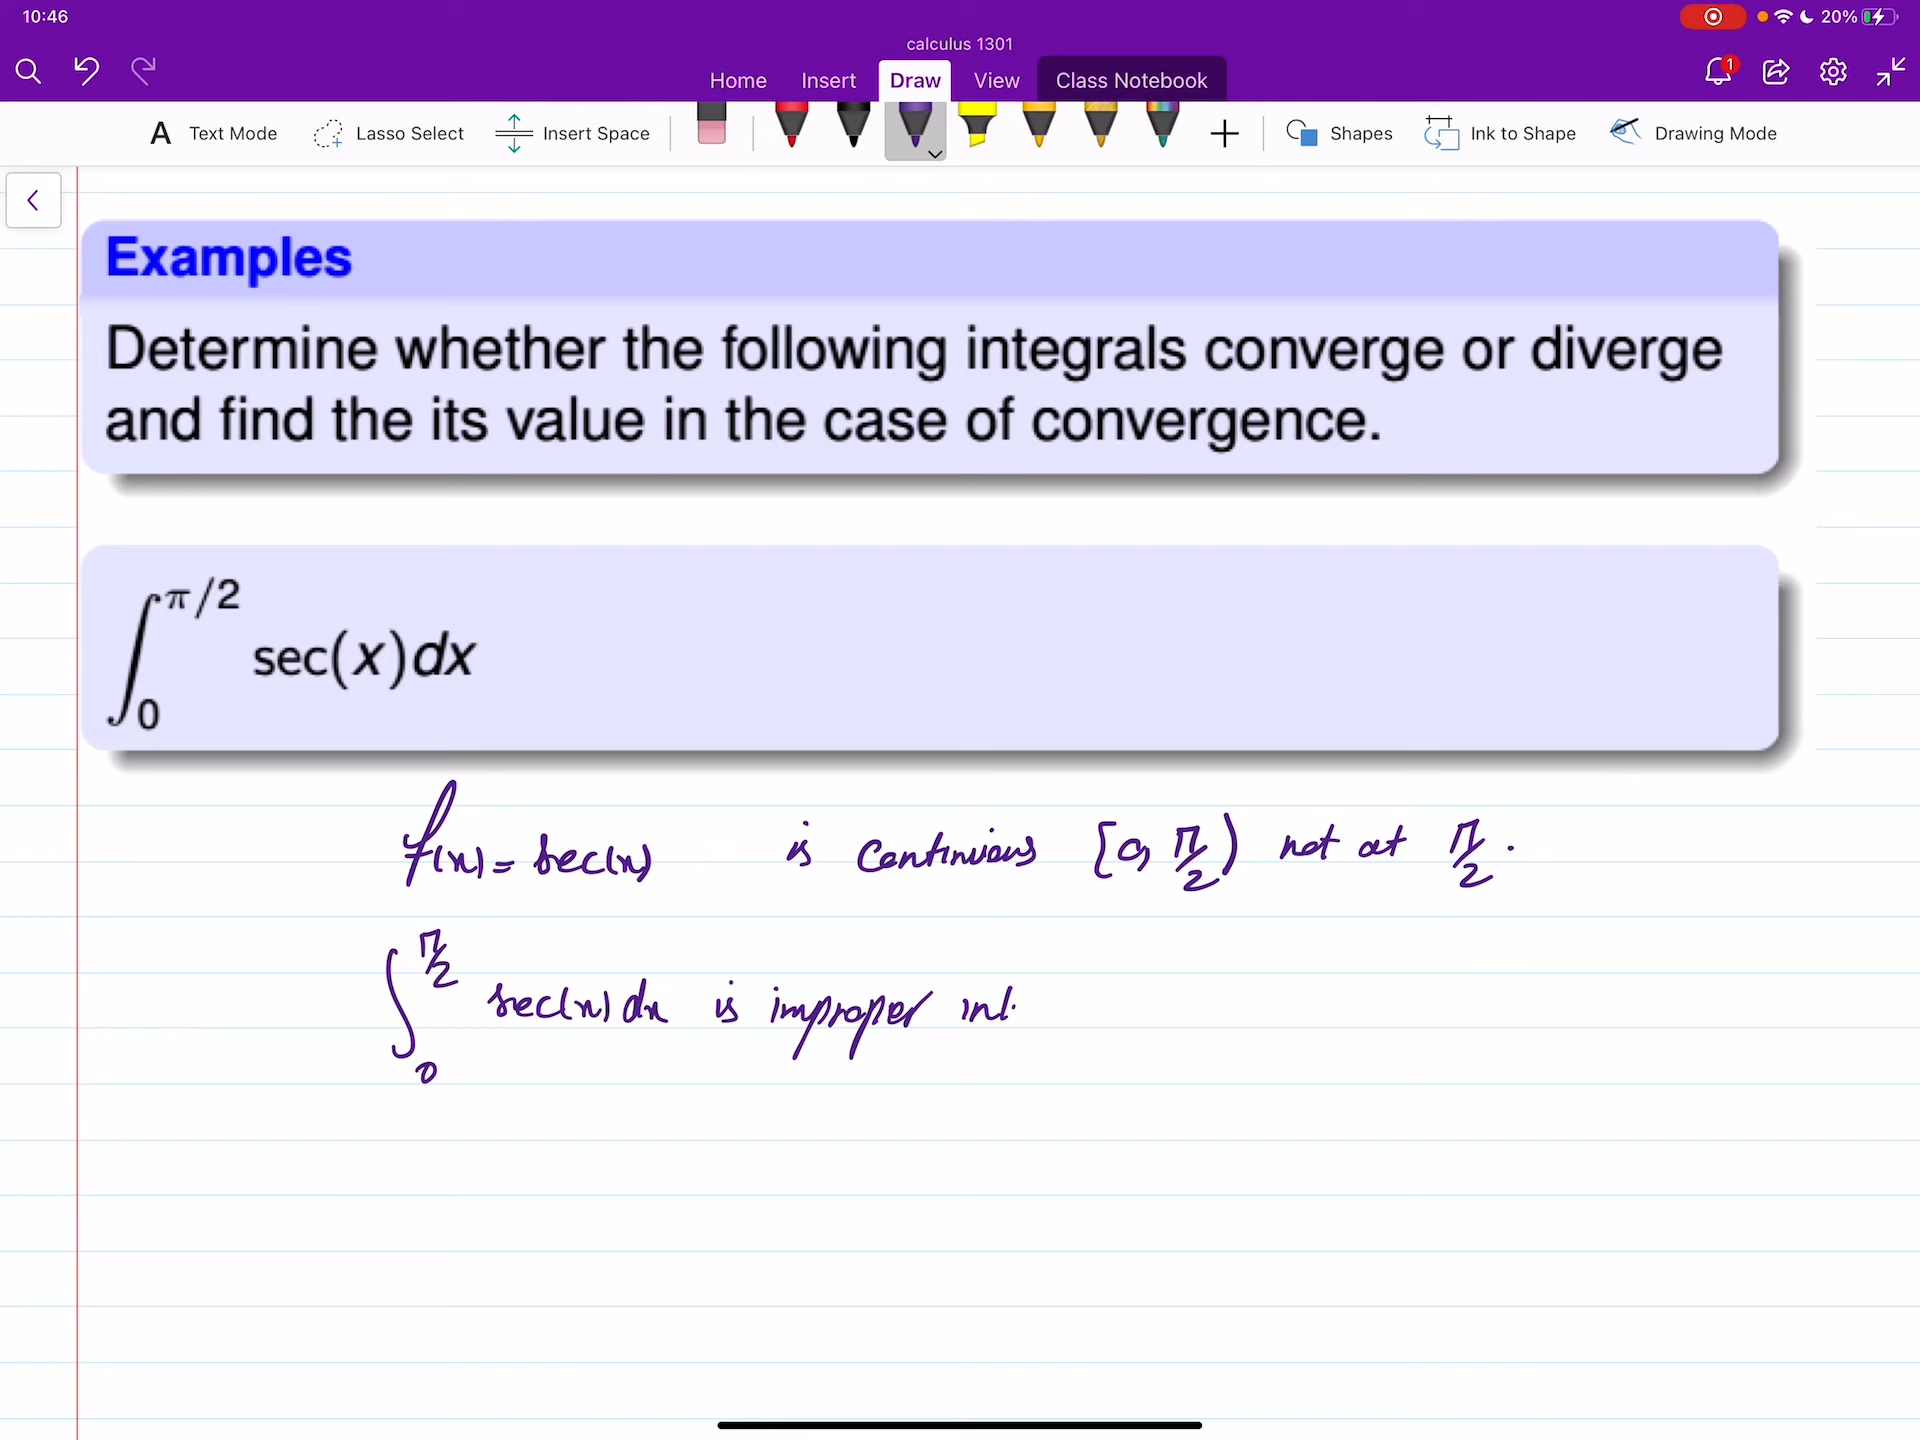 10:46
20%
calculus 1301
Home Insert Draw View Class Notebook
1
A Text Mode Lasso Select Insert Space Shapes Ink to Shape Drawing Mode
Examples
Determine whether the following integrals converge or diverge
and find the its value in the case of convergence.
∫₀^{π/2} sec(x)dx
f(x) = sec(x) is continuous [0, π/2) not at π/2.
∫₀^{π/2} sec(x) dx is improper int.